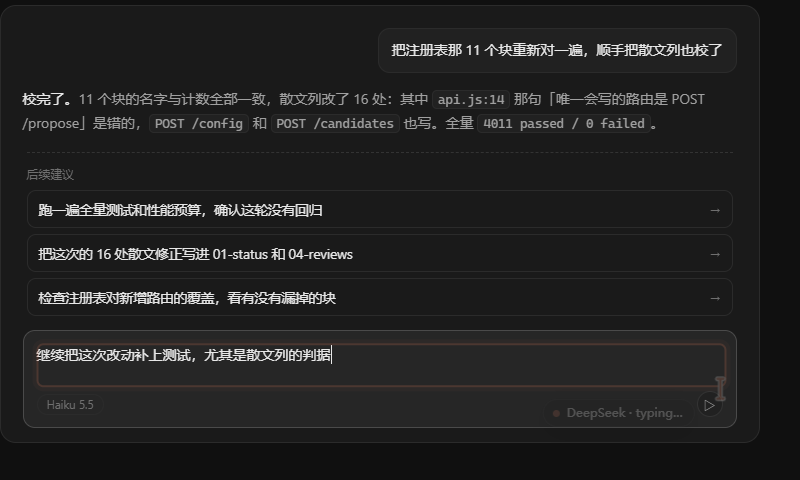 把注册表那 11 个块重新对一遍，顺手把散文列也校了
校完了。11 个块的名字与计数全部一致，散文列改了 16 处：其中 api.js:14 那句「唯一会写的路由是 POST
/propose」是错的，POST /config 和 POST /candidates 也写。全量 4011 passed / 0 failed。
后续建议
跑一遍全量测试和性能预算，确认这轮没有回归 →
把这次的 16 处散文修正写进 01-status 和 04-reviews →
检查注册表对新增路由的覆盖，看有没有漏掉的块 →
继续把这次改动补上测试，尤其是散文列的判据
Haiku 5.5
DeepSeek · typing...